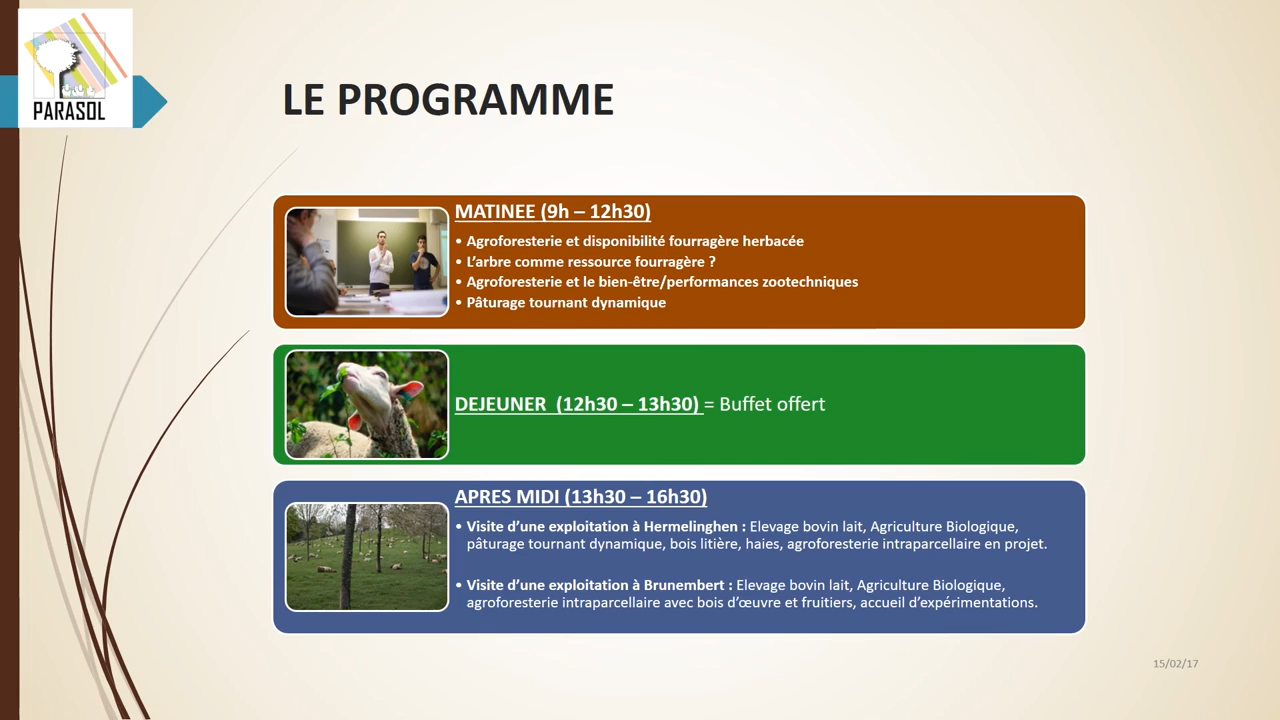 PARASOL
LE PROGRAMME
MATINEE (9h – 12h30)
• Agroforesterie et disponibilité fourragère herbacée
• L'arbre comme ressource fourragère ?
• Agroforesterie et le bien-être/performances zootechniques
• Pâturage tournant dynamique
DEJEUNER (12h30 – 13h30) = Buffet offert
APRES MIDI (13h30 – 16h30)
• Visite d'une exploitation à Hermelinghen : Elevage bovin lait, Agriculture Biologique,
pâturage tournant dynamique, bois litière, haies, agroforesterie intraparcellaire en projet.
• Visite d'une exploitation à Brunembert : Elevage bovin lait, Agriculture Biologique,
agroforesterie intraparcellaire avec bois d'œuvre et fruitiers, accueil d'expérimentations.
15/02/17